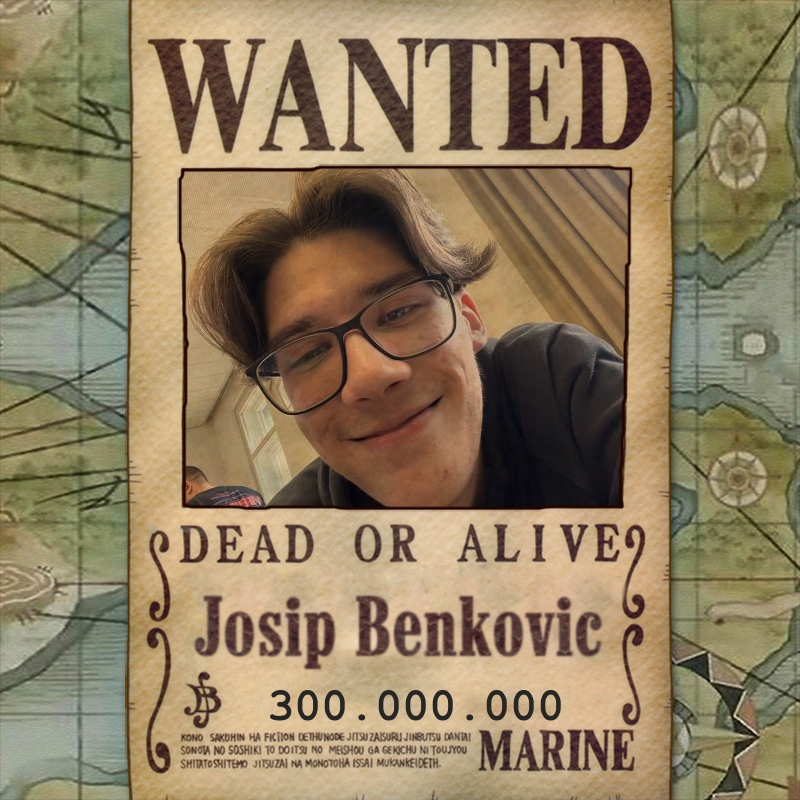 WANTED
DEAD OR ALIVE
Josip Benkovic
300.000.000
KONO SAKUHIN HA FICTION DETHUNODE JITSUZAISURU JINBUTSU DANTAI
SONOTA NO SOSHIKI TO DOITSU NO MEISHOU GA GEKICHU NI TOUJYOU
SHITATOSHITEMO JITSUZAI NA MONOTOHA ISSAI MUKANKEIDETH.
MARINE